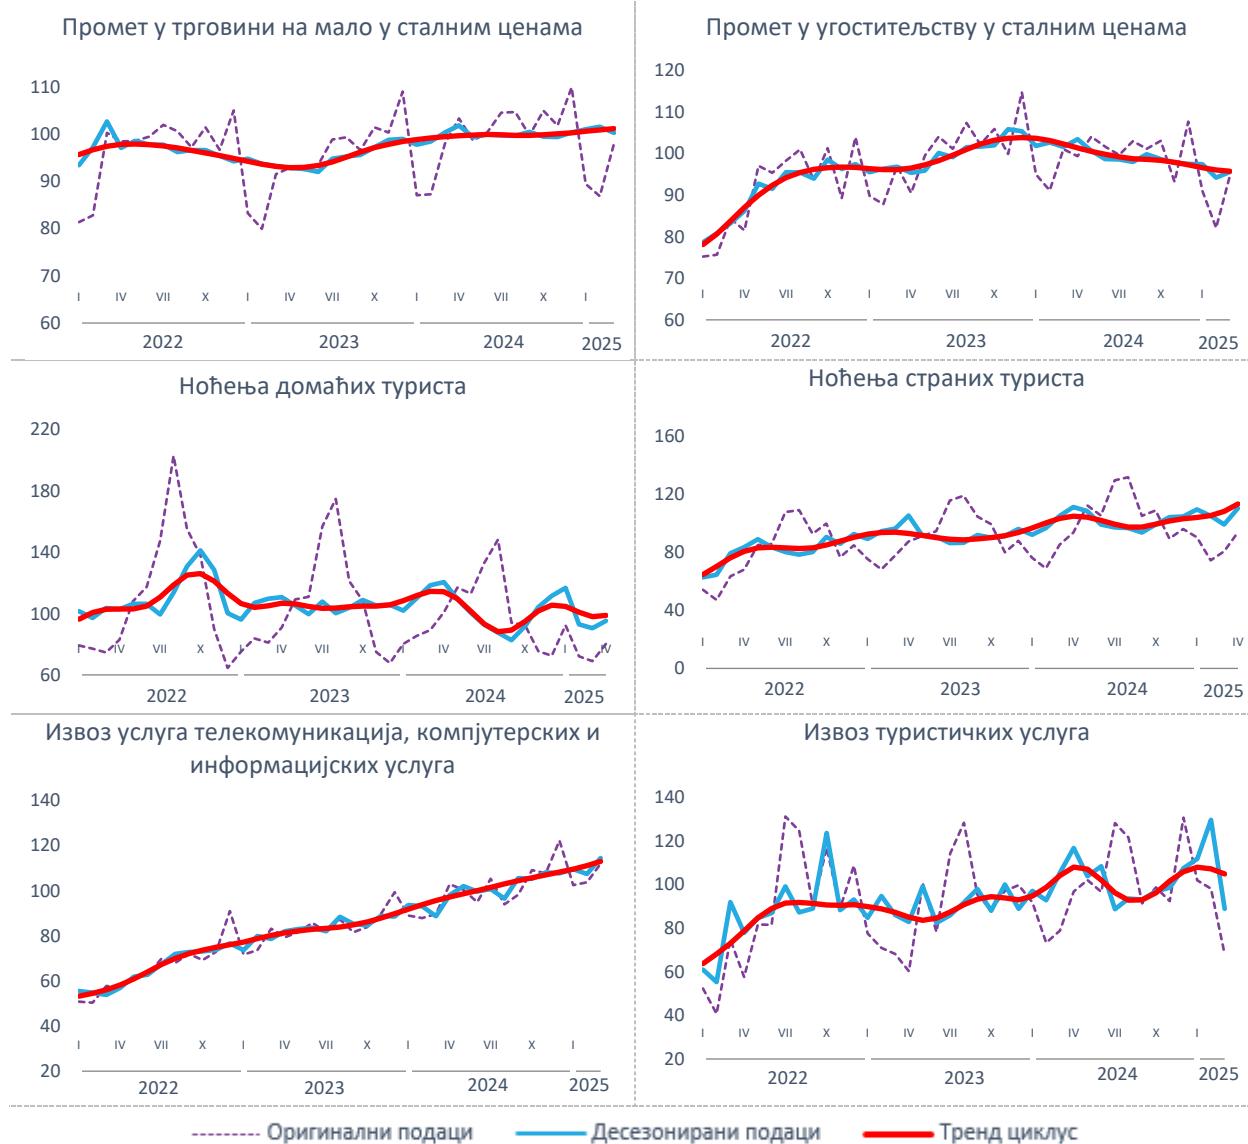 Промет у трговини на мало у сталним ценама
110
100
90
80
70
60
I IV VII X I IV VII X I IV VII X I
2022 2023 2024 2025
Промет у угоститељству у сталним ценама
120
110
100
90
80
70
60
I IV VII X I IV VII X I IV VII X I
2022 2023 2024 2025
Ноћења домаћих туриста
220
180
140
100
60
I IV VII X I IV VII X I IV VII X I IV
2022 2023 2024 2025
Ноћења страних туриста
160
120
80
40
0
I IV VII X I IV VII X I IV VII X I IV
2022 2023 2024 2025
Извоз услуга телекомуникација, компјутерских и
информацијских услуга
140
120
100
80
60
40
20
I IV VII X I IV VII X I IV VII X I
2022 2023 2024 2025
Извоз туристичких услуга
140
120
100
80
60
40
20
I IV VII X I IV VII X I IV VII X I
2022 2023 2024 2025
Оригинални подаци Десезонирани подаци Тренд циклус